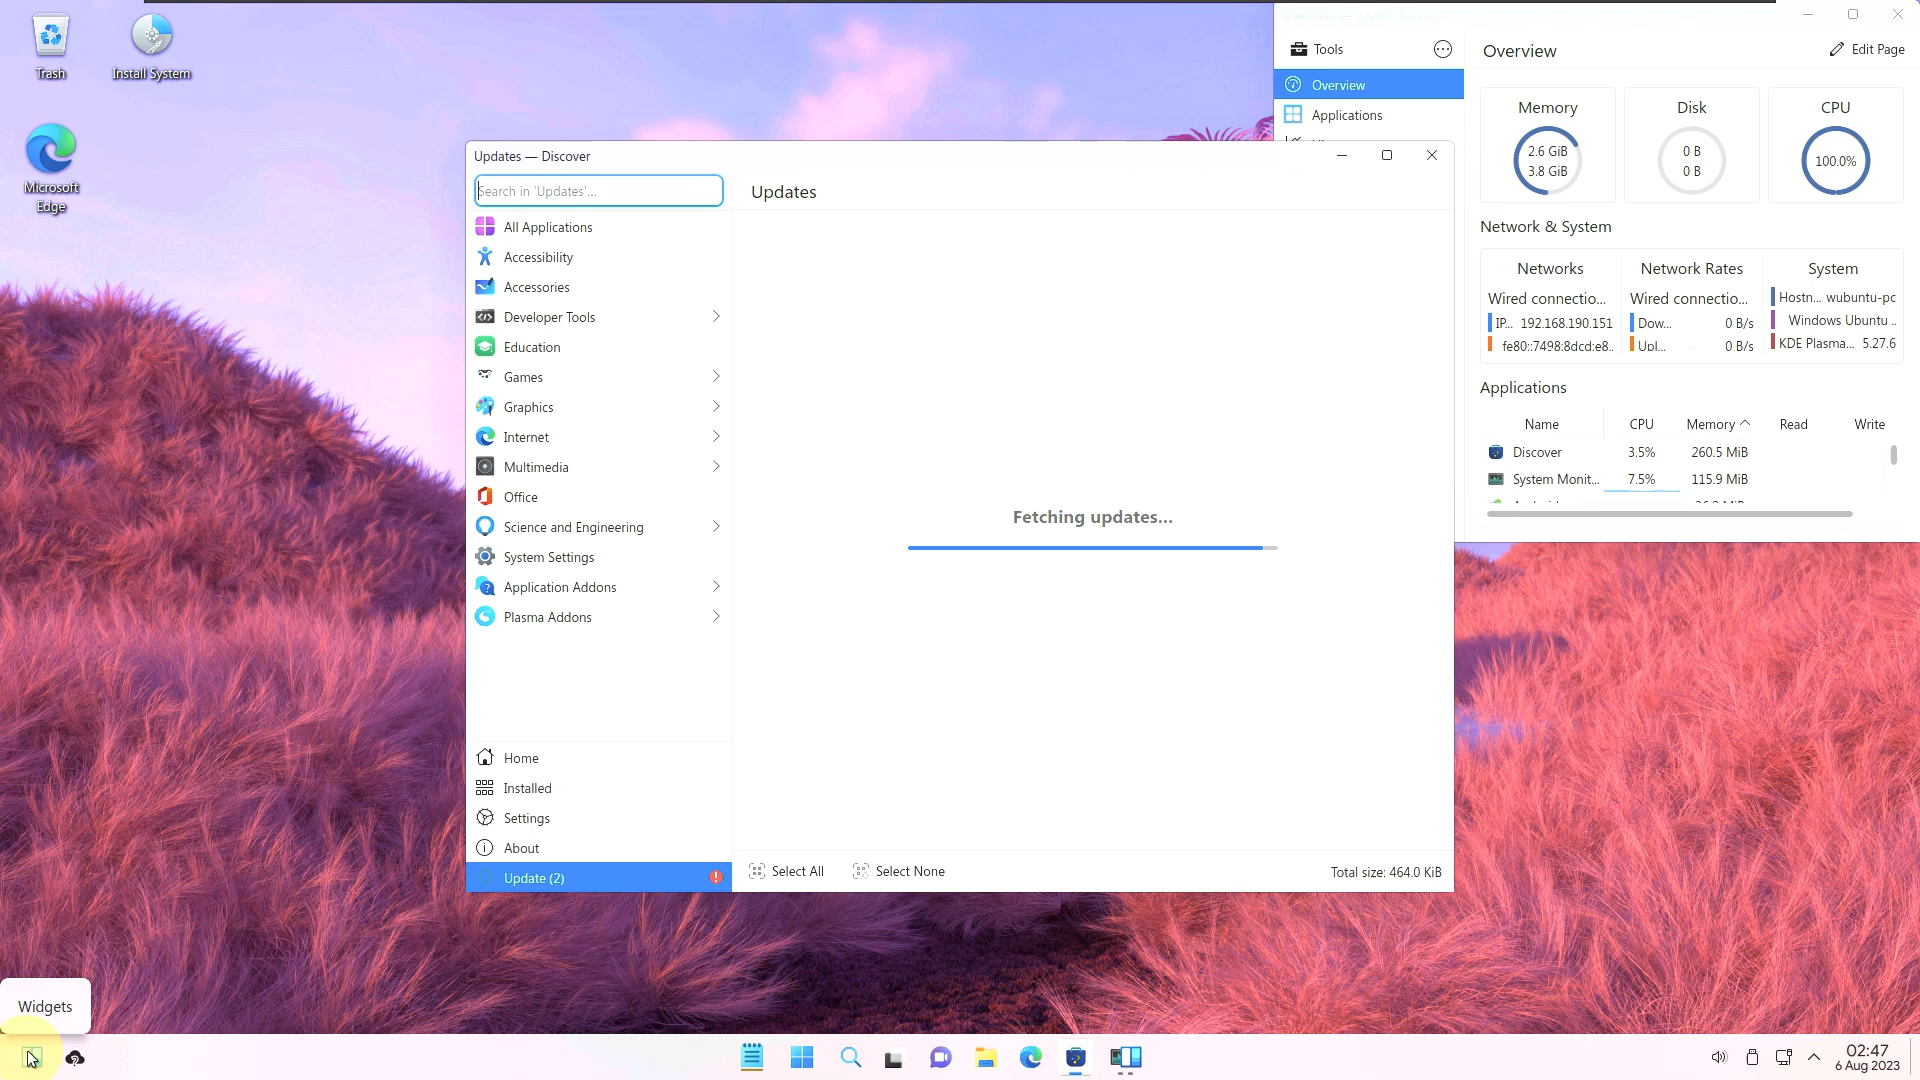 Trash
Install System
Microsoft
Edge
Updates — Discover
Search in 'Updates'...
All Applications
Accessibility
Accessories
Developer Tools
Education
Games
Graphics
Internet
Multimedia
Office
Science and Engineering
System Settings
Application Addons
Plasma Addons
Home
Installed
Settings
About
Update (2)
Updates
Fetching updates...
Select All
Select None
Total size: 464.0 KiB
Tools
Overview
Applications
Overview
Edit Page
Memory
2.6 GiB
3.8 GiB
Disk
0 B
0 B
CPU
100.0%
Network & System
Networks
Wired connectio...
IP... 192.168.190.151
fe80::7498:8dcd:e8..
Network Rates
Wired connectio...
Dow... 0 B/s
Upl... 0 B/s
System
Hostn... wubuntu-pc
Windows Ubuntu ..
KDE Plasma... 5.27.6
Applications
Name CPU Memory Read Write
Discover 3.5% 260.5 MiB
System Monit... 7.5% 115.9 MiB
Widgets
02:47
6 Aug 2023